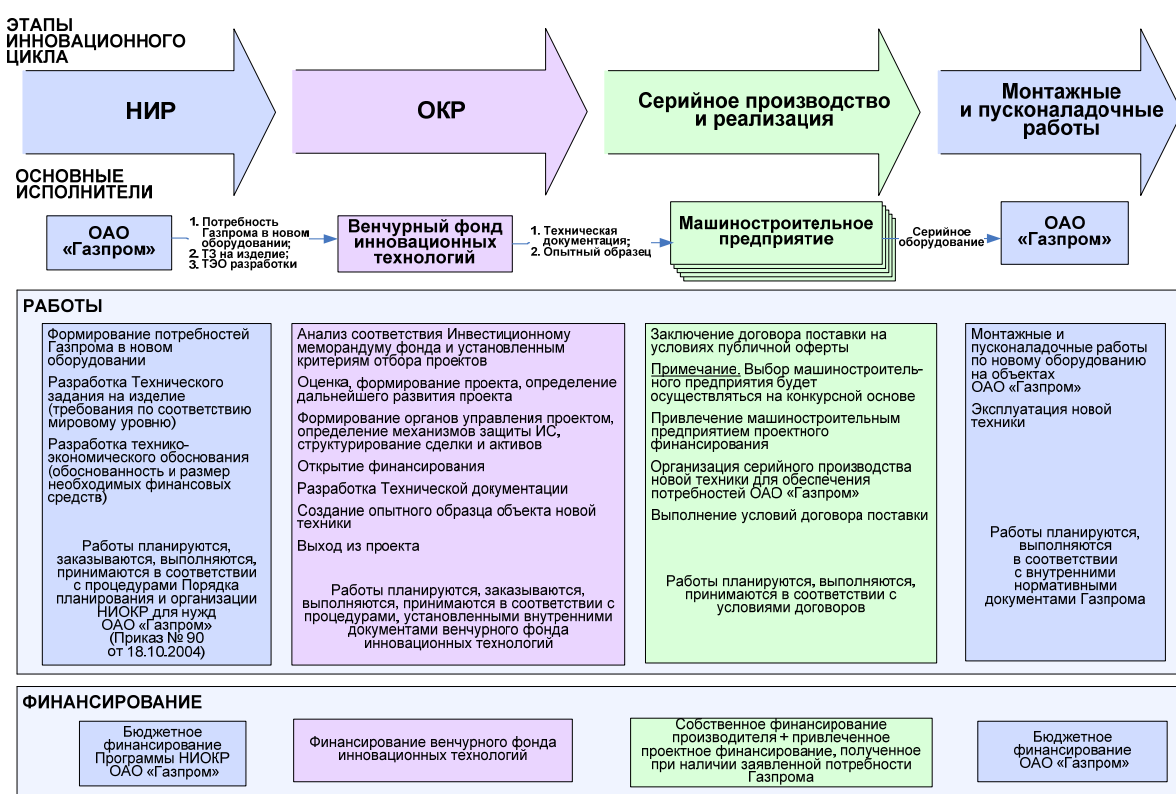 ЭТАПЫ
ИННОВАЦИОННОГО
ЦИКЛА
НИР
ОКР
Серийное производство
и реализация
Монтажные
и пусконаладочные
работы
ОСНОВНЫЕ
ИСПОЛНИТЕЛИ
ОАО
«Газпром»
1. Потребность
Газпрома в новом
оборудовании;
2. ТЗ на изделие;
3. ТЭО разработки
Венчурный фонд
инновационных
технологий
1. Техническая
документация;
2. Опытный образец
Машиностроительное
предприятие
Серийное
оборудование
ОАО
«Газпром»
РАБОТЫ
Формирование потребностей
Газпрома в новом
оборудовании
Разработка Технического
задания на изделие
(требования по соответствию
мировому уровню)
Разработка технико-
экономического обоснования
(обоснованность и размер
необходимых финансовых
средств)
Работы планируются,
заказываются, выполняются,
принимаются в соответствии
с процедурами Порядка
планирования и организации
НИОКР для нужд
ОАО «Газпром»
(Приказ № 90
от 18.10.2004)
Анализ соответствия Инвестиционному
меморандуму фонда и установленным
критериям отбора проектов
Оценка, формирование проекта, определение
дальнейшего развития проекта
Формирование органов управления проектом,
определение механизмов защиты ИС,
структурирование сделки и активов
Открытие финансирования
Разработка Технической документации
Создание опытного образца объекта новой
техники
Выход из проекта
Работы планируются, заказываются,
выполняются, принимаются в соответствии с
процедурами, установленными внутренними
документами венчурного фонда
инновационных технологий
Заключение договора поставки на
условиях публичной оферты
Примечание. Выбор машиностритель-
ного предприятия будет
осуществляться на конкурсной основе
Привлечение машиностроительным
предприятием проектного
финансирования
Организация серийного производства
новой техники для обеспечения
потребностей ОАО «Газпром»
Выполнение условий договора поставки
Работы планируются, выполняются,
принимаются в соответствии с
условиями договоров
Монтажные и
пусконаладочные работы
по новому оборудованию
на объектах
ОАО «Газпром»
Эксплуатация новой
техники
Работы планируются,
выполняются
в соответствии
с внутренними
нормативными
документами Газпрома
ФИНАНСИРОВАНИЕ
Бюджетное
финансирование
Программы НИОКР
ОАО «Газпром»
Финансирование венчурного фонда
инновационных технологий
Собственное финансирование
производителя + привлеченное
проектное финансирование, полученное
при наличии заявленной потребности
Газпрома
Бюджетное
финансирование
ОАО «Газпром»